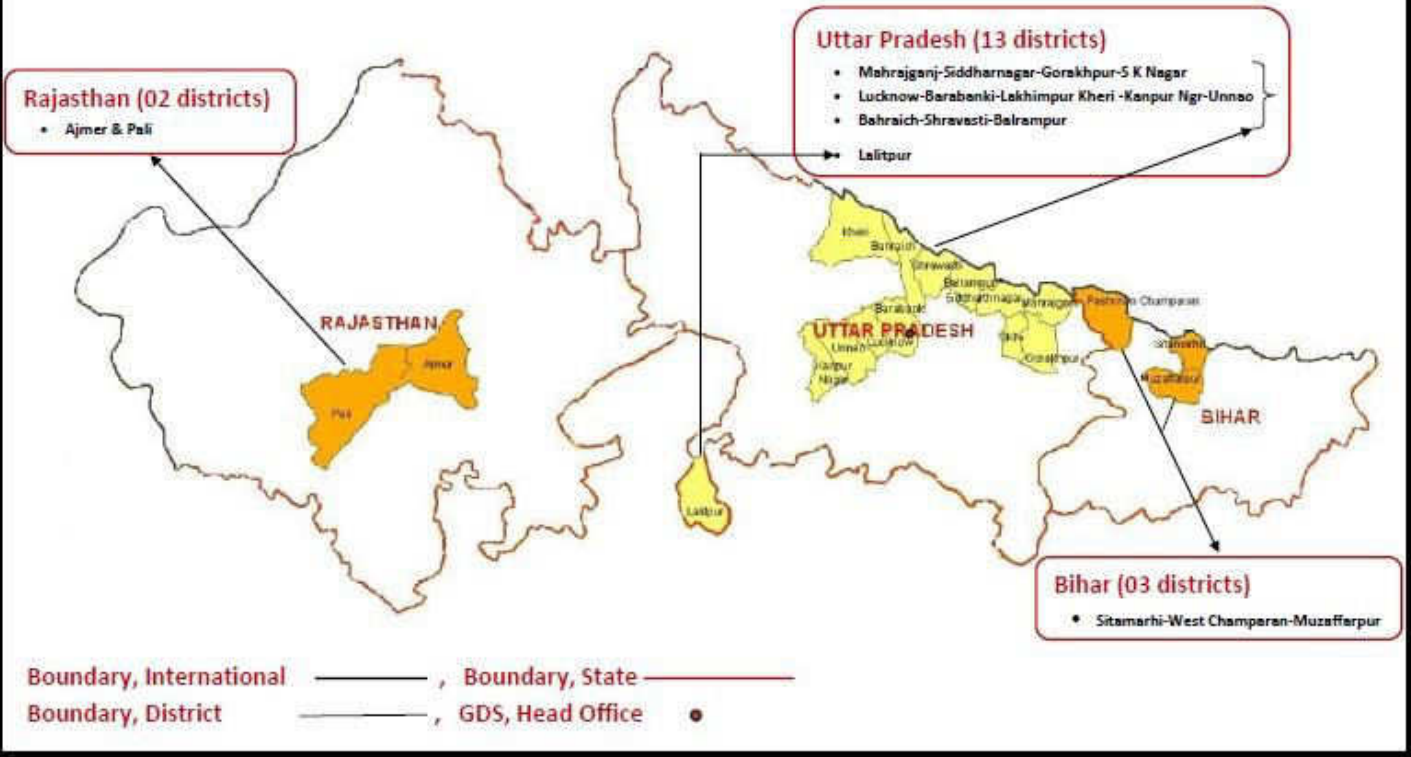 Uttar Pradesh (13 districts)
• Mahrajganj-Siddharnagar-Gorakhpur-S K Nagar
• Lucknow-Barabanki-Lakhimpur Kheri -Kanpur Ngr-Unnao
• Bahraich-Shravasti-Balrampur
• Lalitpur
Rajasthan (02 districts)
• Ajmer & Pali
Kheri
Bahraich
Shrawasti
Balrampur
Siddharthnagar
Mahrajganj
Pashchim Champaran
Barabanki
RAJASTHAN
UTTAR PRADESH
Lucknow
Unnao
Gorakhpur
Sitamarhi
Ajmer
Kanpur
Nagar
Muzaffarpur
Pali
BIHAR
Lalitpur
Bihar (03 districts)
• Sitamarhi-West Champaran-Muzaffarpur
Boundary, International , Boundary, State
Boundary, District , GDS, Head Office